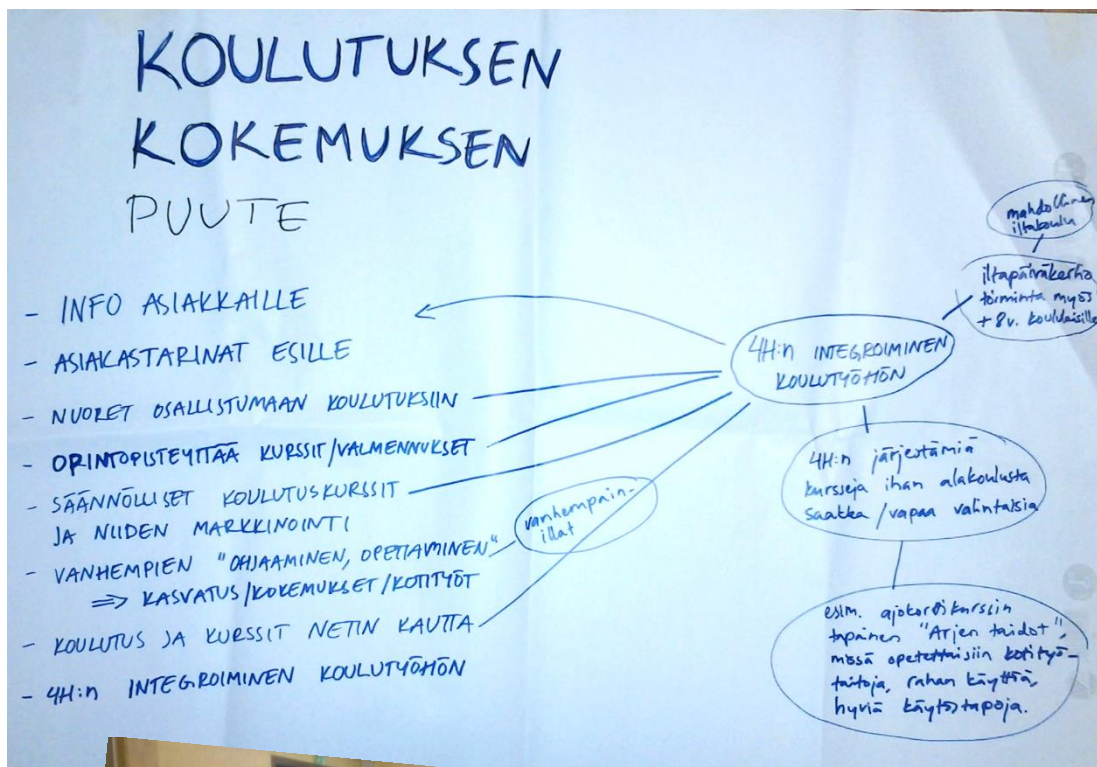 KOULUTUKSEN
KOKEMUKSEN
PUUTE
- INFO ASIAKKAILLE
- ASIAKASTARINAT ESILLE
- NUORET OSALLISTUMAAN KOULUTUKSIIN
- OPINTOPISTEYTTÄÄ KURSSIT/VALMENNUKSET
- SÄÄNNÖLLISET KOULUTUSKURSSIT
JA NIIDEN MARKKINOINTI
- VANHEMPIEN "OHJAAMINEN, OPETTAMINEN"
=> KASVATUS/KOKEMUKSET/KOTITYÖT
- KOULUTUS JA KURSSIT NETIN KAUTTA
- 4H:n INTEGROIMINEN KOULUTYÖHÖN
vanhempain-
illat
mahdollinen
iltakoulu
iltapäiväkerho
toiminta myös
+ 8v. koululaisille
4H:n INTEGROIMINEN
KOULUTYÖHÖN
4H:n järjestämiä
kursseja ihan alakoulusta
saakka /vapaa valintaisia
esim. ajokorttikurssin
tapainen "Arjen taidot",
missä opetettaisiin kotityö-
taitoja, rahan käyttöä,
hyviä käytöstapoja.